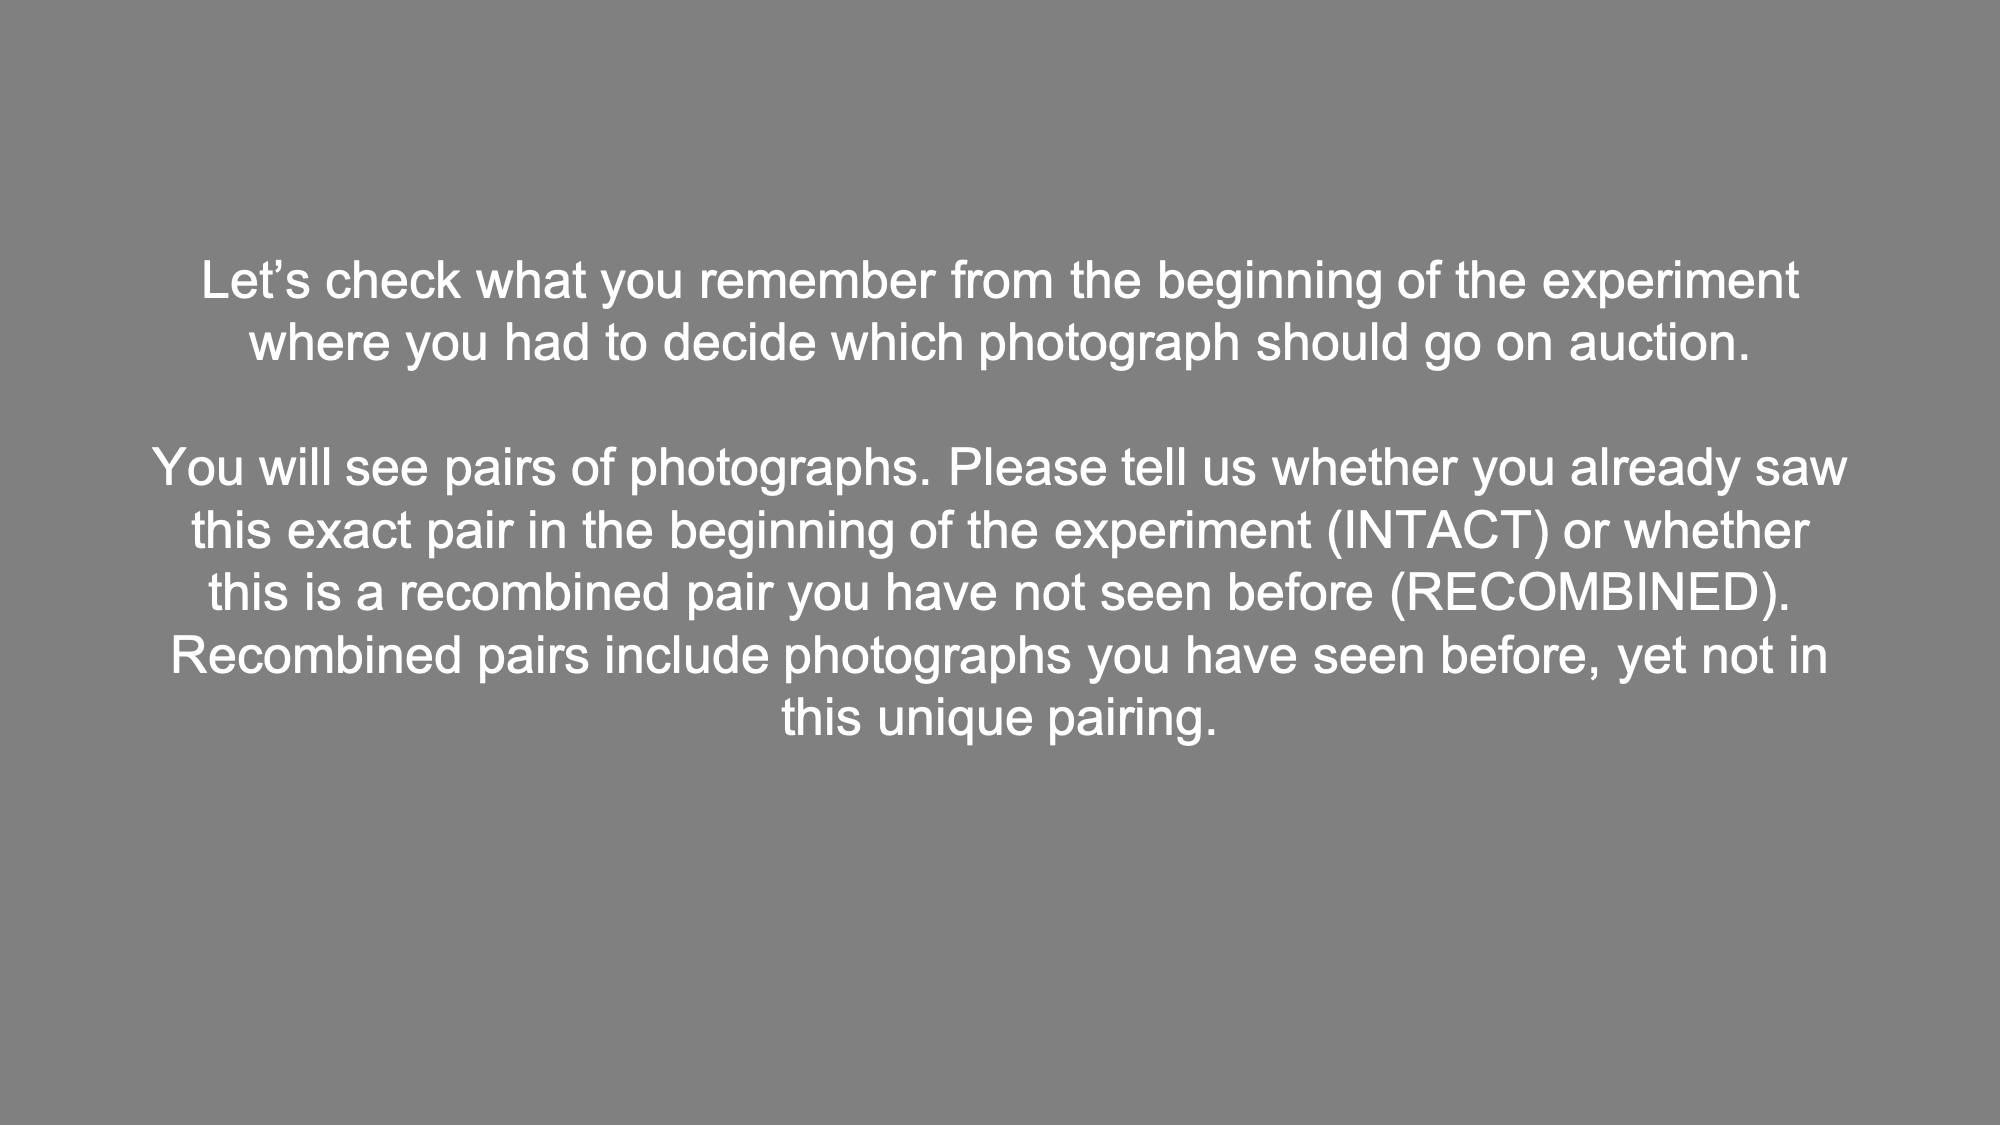 Let’s check what you remember from the beginning of the experiment
where you had to decide which photograph should go on auction.
You will see pairs of photographs. Please tell us whether you already saw
this exact pair in the beginning of the experiment (INTACT) or whether
this is a recombined pair you have not seen before (RECOMBINED).
Recombined pairs include photographs you have seen before, yet not in
this unique pairing.